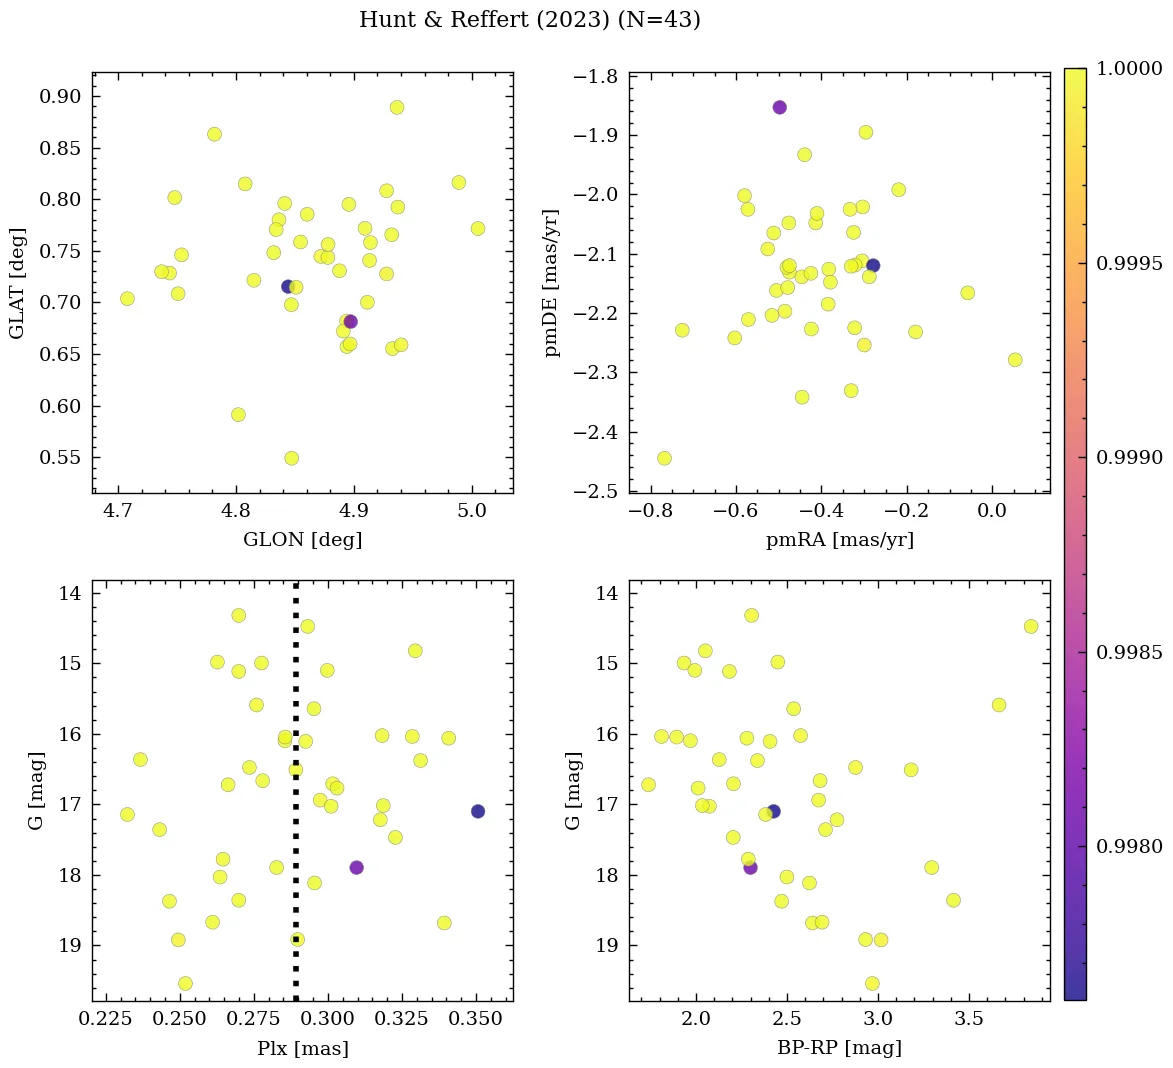 Hunt & Reffert (2023) (N=43)
0.90
0.85
0.80
0.75
0.70
0.65
0.60
0.55
GLAT [deg]
4.7 4.8 4.9 5.0
GLON [deg]
−1.8
−1.9
−2.0
−2.1
−2.2
−2.3
−2.4
−2.5
pmDE [mas/yr]
−0.8 −0.6 −0.4 −0.2 0.0
pmRA [mas/yr]
14
15
16
17
18
19
G [mag]
0.225 0.250 0.275 0.300 0.325 0.350
Plx [mas]
14
15
16
17
18
19
G [mag]
2.0 2.5 3.0 3.5
BP-RP [mag]
1.0000
0.9995
0.9990
0.9985
0.9980